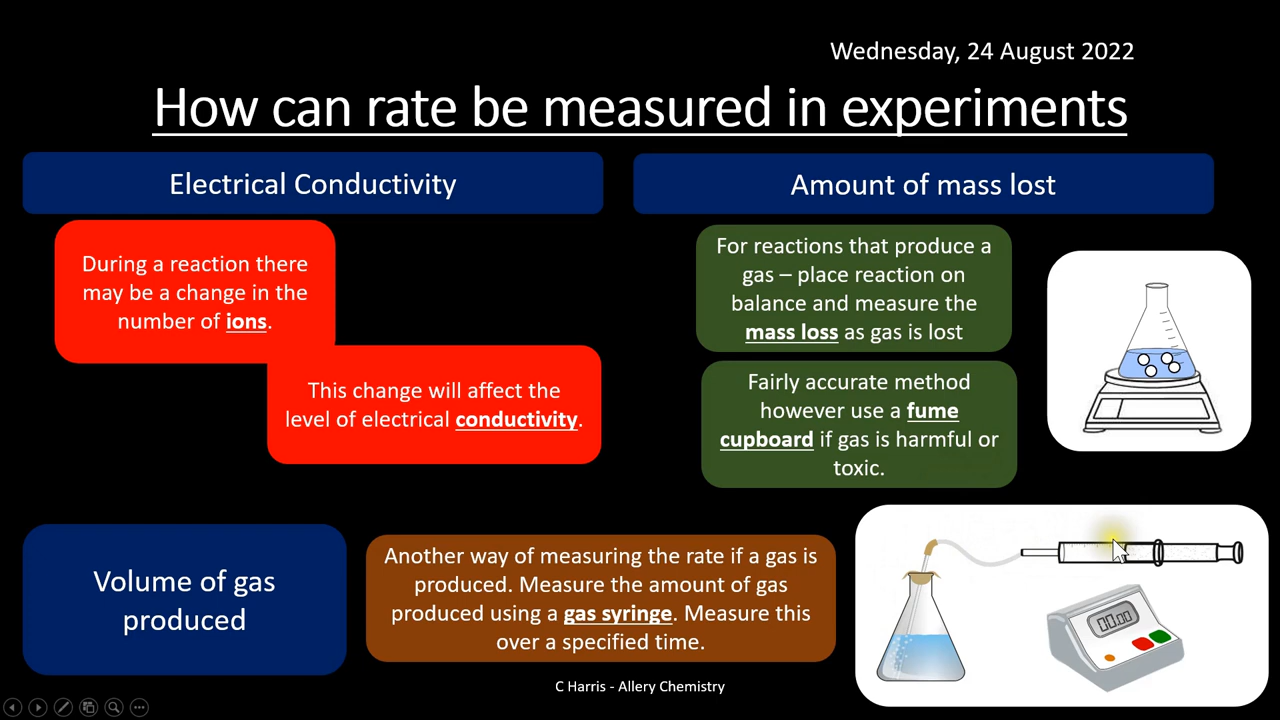 Wednesday, 24 August 2022
How can rate be measured in experiments
Electrical Conductivity
During a reaction there
may be a change in the
number of ions.
This change will affect the
level of electrical conductivity.
Amount of mass lost
For reactions that produce a
gas – place reaction on
balance and measure the
mass loss as gas is lost
Fairly accurate method
however use a fume
cupboard if gas is harmful or
toxic.
Volume of gas
produced
Another way of measuring the rate if a gas is
produced. Measure the amount of gas
produced using a gas syringe. Measure this
over a specified time.
00.00
C Harris - Allery Chemistry